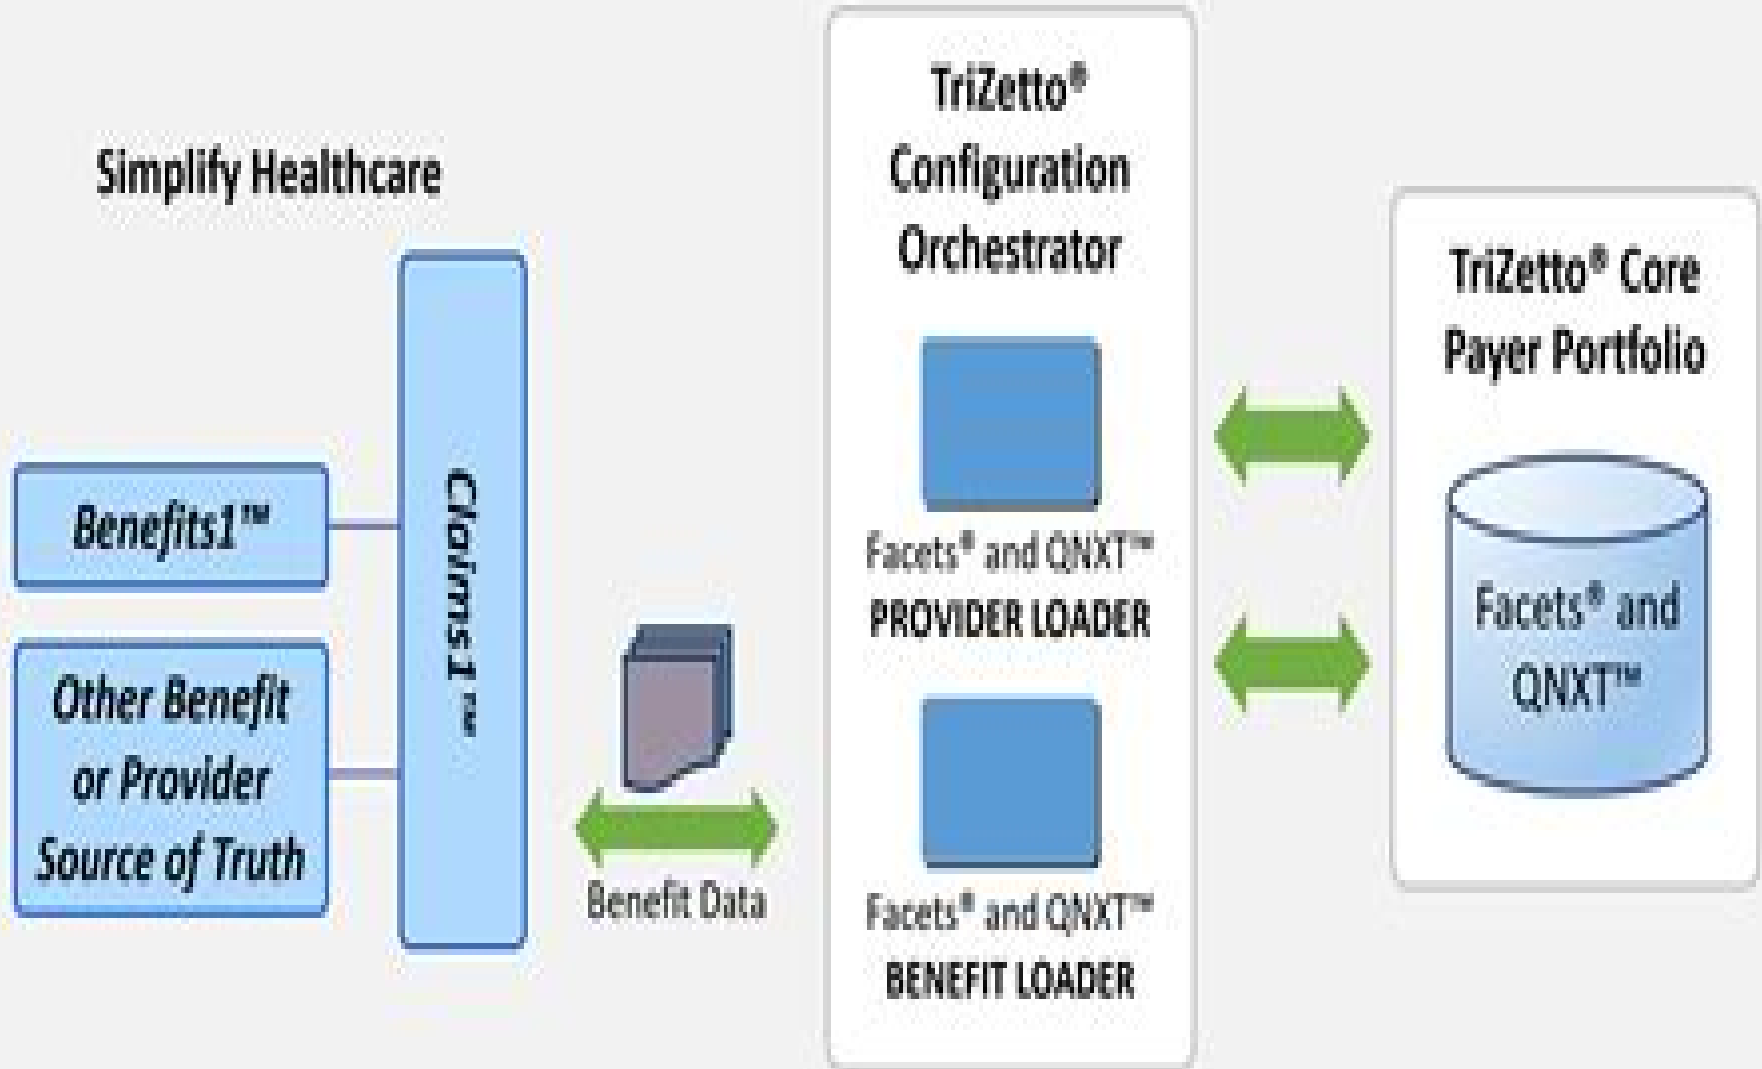 Simplify Healthcare
Benefits1™
Other Benefit
or Provider
Source of Truth
Claims1™
Benefit Data
TriZetto®
Configuration
Orchestrator
Facets® and QNXT™
PROVIDER LOADER
Facets® and QNXT™
BENEFIT LOADER
TriZetto® Core
Payer Portfolio
Facets® and
QNXT™